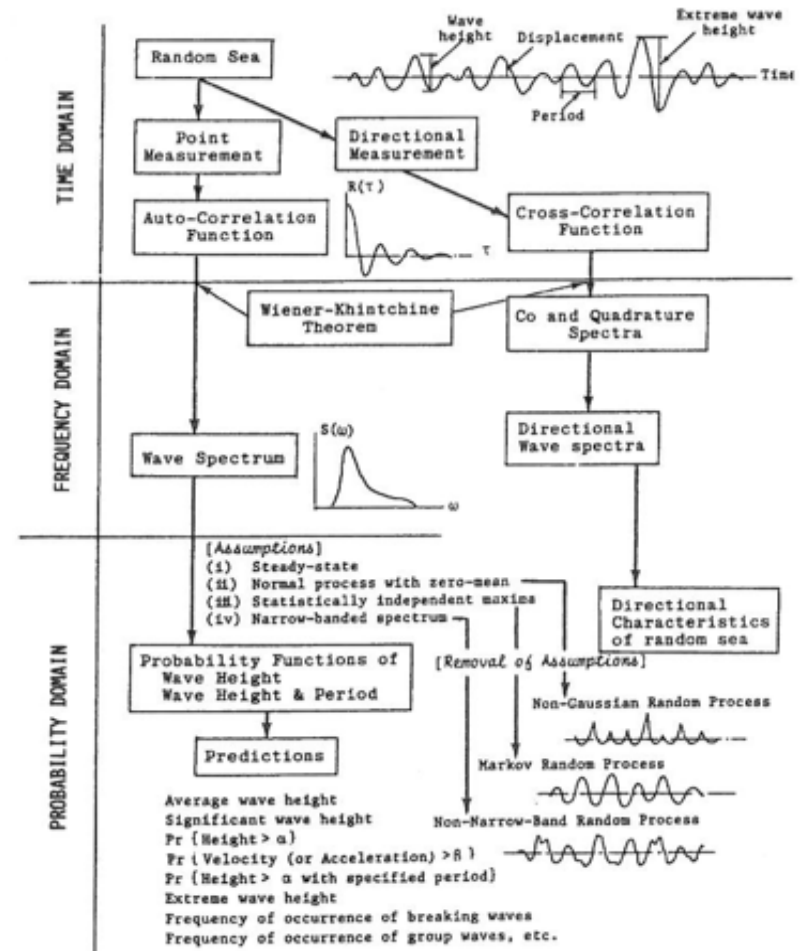 TIME DOMAIN
Random Sea
Wave
height
Displacement
Extreme wave
height
Time
Period
Point
Measurement
Directional
Measurement
R(τ)
τ
Auto-Correlation
Function
Cross-Correlation
Function
FREQUENCY DOMAIN
Wiener-Khintchine
Theorem
Co and Quadrature
Spectra
Wave Spectrum
S(ω)
ω
Directional
Wave spectra
PROBABILITY DOMAIN
[Assumptions]
(i) Steady-state
(ii) Normal process with zero-mean
(iii) Statistically independent maxima
(iv) Narrow-banded spectrum
Directional
Characteristics
of random sea
[Removal of Assumptions]
Probability Functions of
Wave Height
Wave Height & Period
Non-Gaussian Random Process
Predictions
Markov Random Process
Non-Narrow-Band Random Process
Average wave height
Significant wave height
Pr {Height > α}
Pr {Velocity (or Acceleration) > β}
Pr {Height > α with specified period}
Extreme wave height
Frequency of occurrence of breaking waves
Frequency of occurrence of group waves, etc.